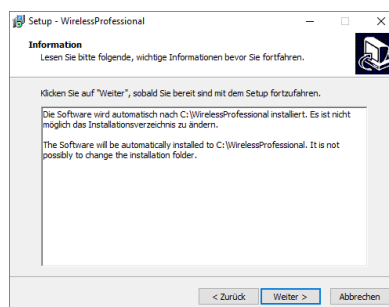 Setup - WirelessProfessional
Information
Lesen Sie bitte folgende, wichtige Informationen bevor Sie fortfahren.
Klicken Sie auf "Weiter", sobald Sie bereit sind mit dem Setup fortzufahren.
Die Software wird automatisch nach C:\WirelessProfessional installiert. Es ist nicht
möglich das Installationsverzeichnis zu ändern.
The Software will be automatically installed to C:\WirelessProfessional. It is not
possibly to change the installation folder.
< Zurück
Weiter >
Abbrechen